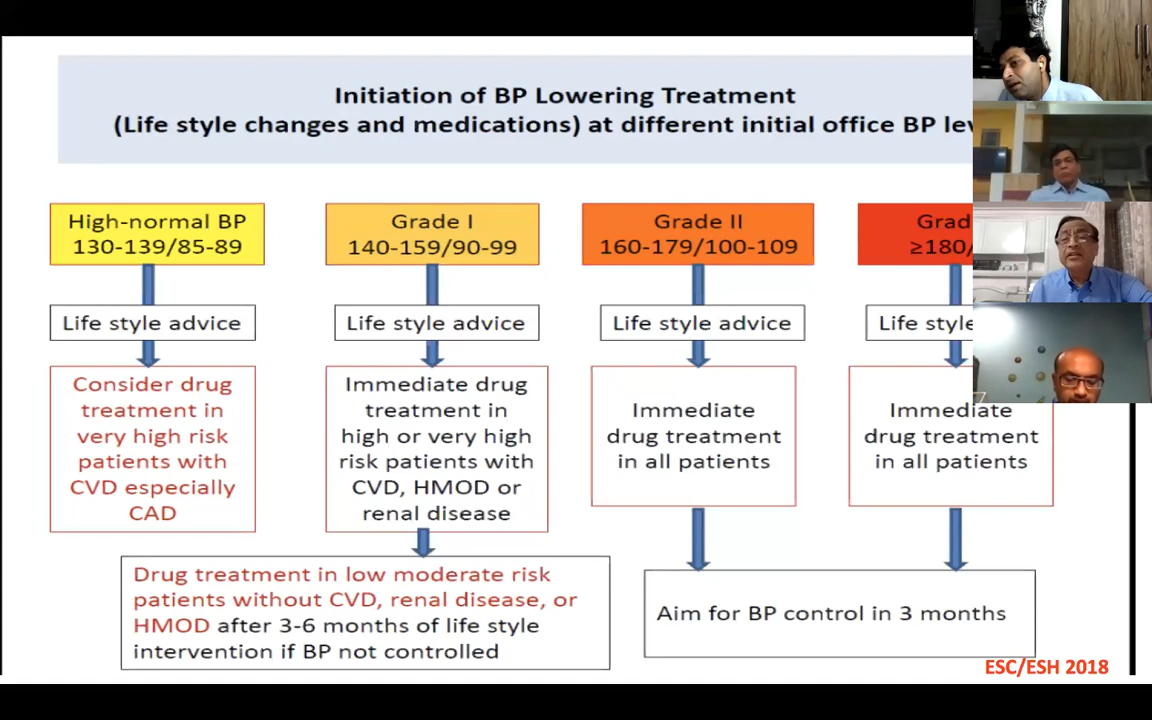 Initiation of BP Lowering Treatment
(Life style changes and medications) at different initial office BP
High-normal BP
130-139/85-89
Grade I
140-159/90-99
Grade II
160-179/100-109
≥180/
Life style advice
Life style advice
Life style advice
Life style
Consider drug
treatment in
very high risk
patients with
CVD especially
CAD
Immediate drug
treatment in
high or very high
risk patients with
CVD, HMOD or
renal disease
Immediate
drug treatment
in all patients
Immediate
drug treatment
in all patients
Drug treatment in low moderate risk
patients without CVD, renal disease, or
HMOD after 3-6 months of life style
intervention if BP not controlled
Aim for BP control in 3 months
ESC/ESH 2018